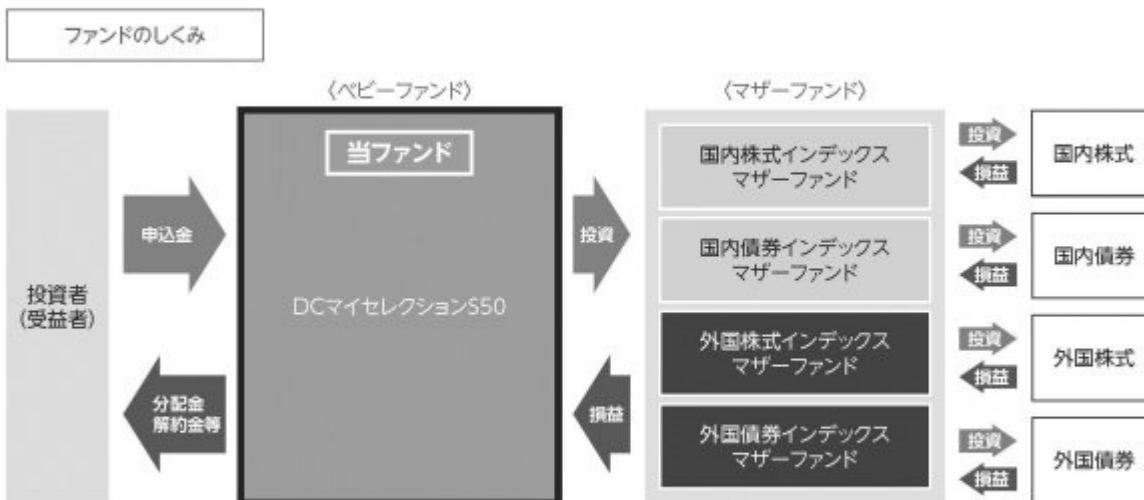 ファンドのしくみ
〈ベビーファンド〉
〈マザーファンド〉
投資者
(受益者)
申込金
分配金
解約金等
当ファンド
DCマイセレクションS50
投資
損益
国内株式インデックス
マザーファンド
投資
損益
国内株式
国内債券インデックス
マザーファンド
投資
損益
国内債券
外国株式インデックス
マザーファンド
投資
損益
外国株式
外国債券インデックス
マザーファンド
投資
損益
外国債券